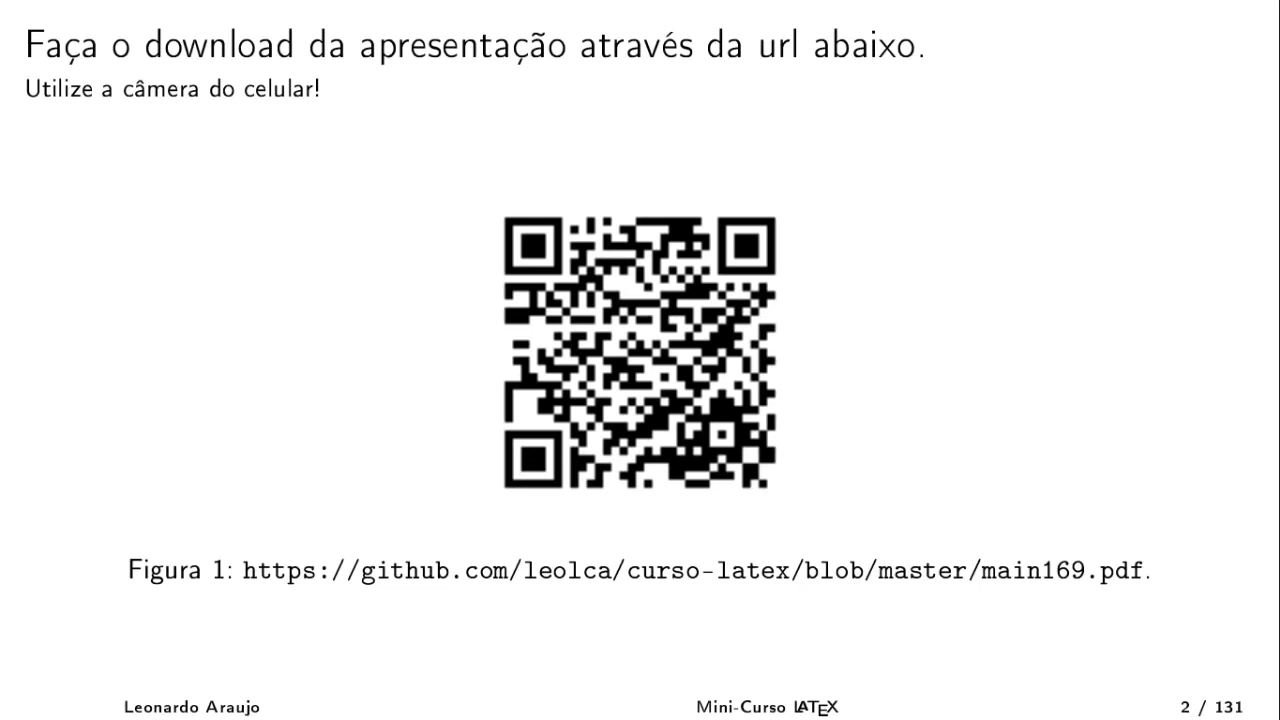 Faça o download da apresentação através da url abaixo.
Utilize a câmera do celular!
Figura 1: https://github.com/leolca/curso-latex/blob/master/main169.pdf.
Leonardo Araujo
Mini-Curso LATEX
2 / 131